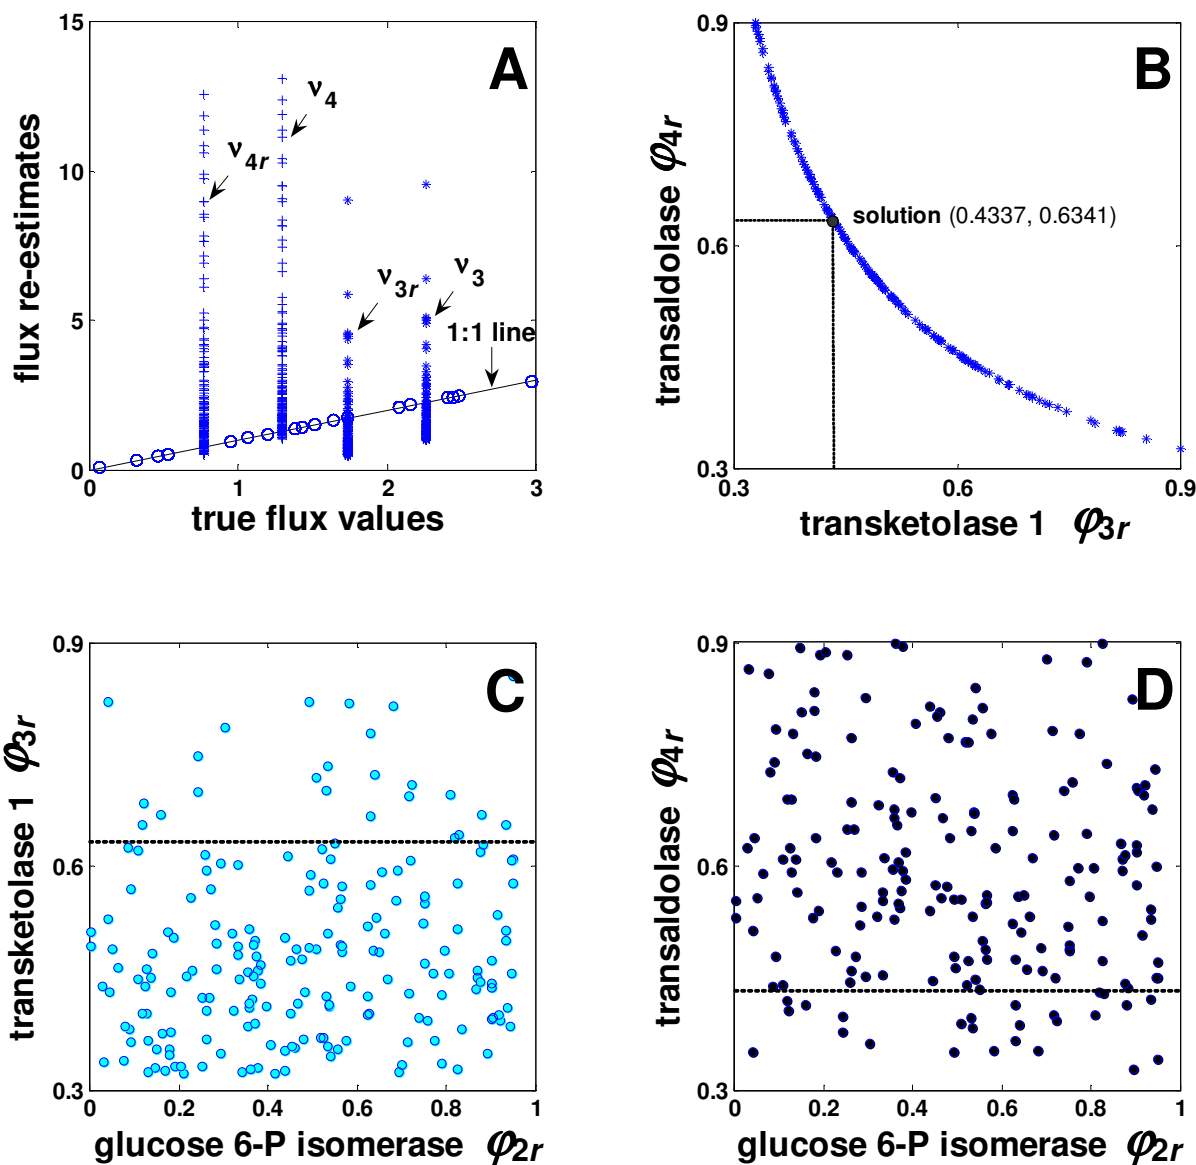 A
15
10
5
0
flux re-estimates
ν4r
ν4
ν3r
ν3
1:1 line
0 1 2 3
true flux values
B
0.9
0.6
0.3
transaldolase φ4r
solution (0.4337, 0.6341)
0.3 0.6 0.9
transketolase 1 φ3r
C
0.9
0.6
0.3
transketolase 1 φ3r
0 0.2 0.4 0.6 0.8 1
glucose 6-P isomerase φ2r
D
0.9
0.6
0.3
transaldolase φ4r
0 0.2 0.4 0.6 0.8 1
glucose 6-P isomerase φ2r